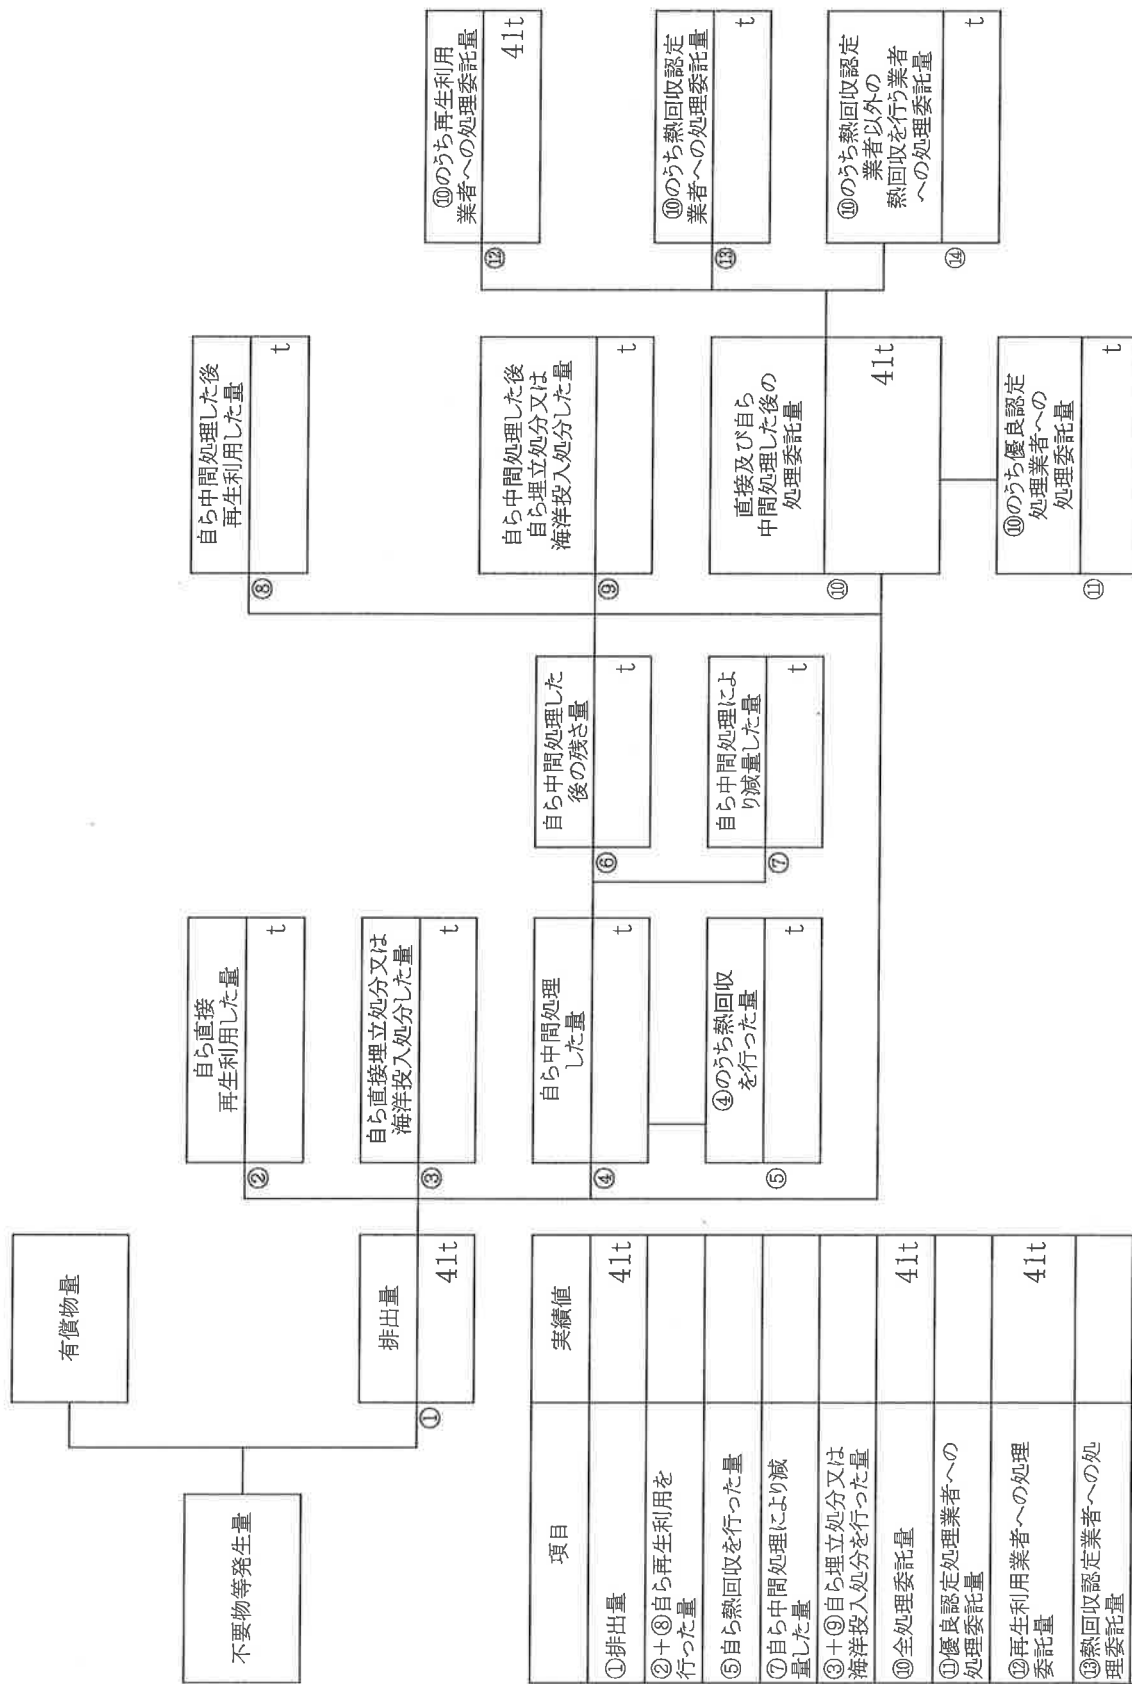 不要物等発生量
有償物量
排出量
①
41t
自ら直接
再生利用した量
②
t
自ら直接埋立処分又は
海洋投入処分した量
③
t
自ら中間処理
した量
④
t
④のうち熱回収
を行った量
⑤
t
自ら中間処理した
後の残さ量
⑥
t
自ら中間処理によ
り減量した量
⑦
t
自ら中間処理した後
再生利用した量
⑧
t
自ら中間処理した後
自ら埋立処分又は
海洋投入処分した量
⑨
t
直接及び自ら
中間処理した後の
処理委託量
⑩
41t
⑩のうち優良認定
処理業者への
処理委託量
⑪
t
⑩のうち再生利用
業者への処理委託量
⑫
41t
⑩のうち熱回収認定
業者への処理委託量
⑬
t
⑩のうち熱回収認定
業者以外の
熱回収を行う業者
への処理委託量
⑭
t
項目
実績値
①排出量
41t
②+⑧自ら再生利用を
行った量
⑤自ら熱回収を行った量
⑦自ら中間処理により減
量した量
③+⑨自ら埋立処分又は
海洋投入処分を行った量
⑩全処理委託量
41t
⑪優良認定処理業者への
処理委託量
⑫再生利用業者への処理
委託量
41t
⑬熱回収認定業者への処
理委託量